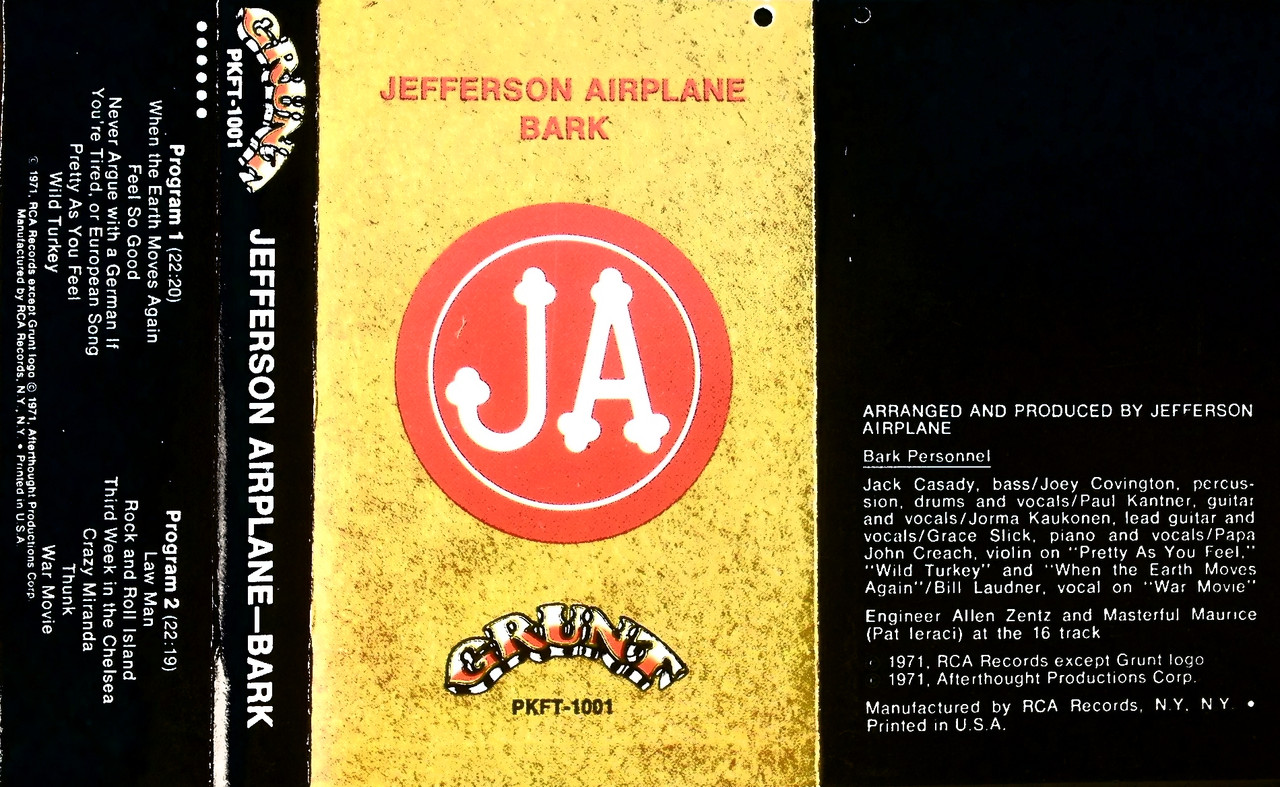 Program 1 (22:20)
When the Earth Moves Again
Feel So Good
Never Argue with a German If
You're Tired, or European Song
Pretty As You Feel
Wild Turkey
Program 2 (22:19)
Law Man
Rock and Roll Island
Third Week in the Chelsea
Crazy Miranda
Thunk
War Movie
© 1971, RCA Records except Grunt logo © 1971, Afterthought Productions Corp.
Manufactured by RCA Records, N.Y., N.Y. • Printed in U.S.A.
GRUNT
PKFT-1001
JEFFERSON AIRPLANE—BARK
JEFFERSON AIRPLANE
BARK
JA
GRUNT
PKFT-1001
ARRANGED AND PRODUCED BY JEFFERSON
AIRPLANE
Bark Personnel
Jack Casady, bass/Joey Covington, percus-
sion, drums and vocals/Paul Kantner, guitar
and vocals/Jorma Kaukonen, lead guitar and
vocals/Grace Slick, piano and vocals/Papa
John Creach, violin on "Pretty As You Feel,"
"Wild Turkey" and "When the Earth Moves
Again"/Bill Laudner, vocal on "War Movie"
Engineer Allen Zentz and Masterful Maurice
(Pat Ieraci) at the 16 track
1971, RCA Records except Grunt logo
1971, Afterthought Productions Corp.
Manufactured by RCA Records, N.Y., N.Y. •
Printed in U.S.A.